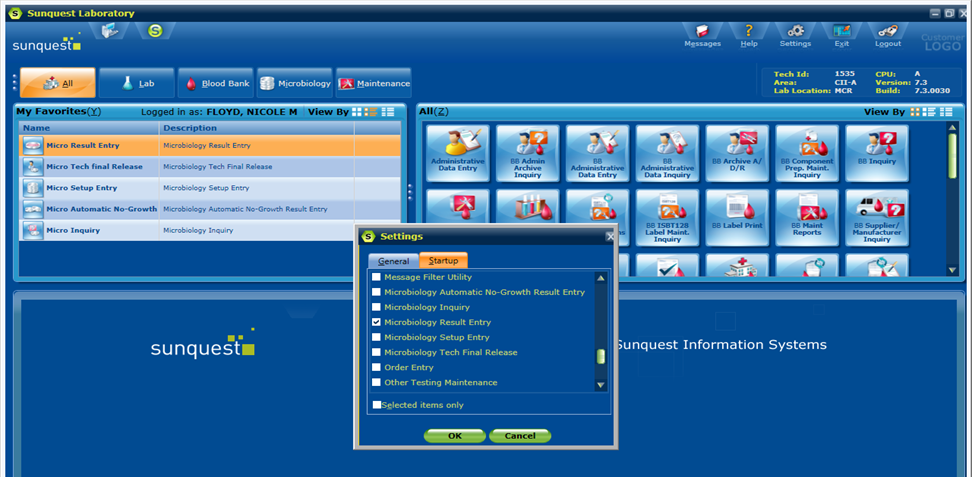 Sunquest Laboratory
sunquest
Messages
Help
Settings
Exit
Logout
Customer
LOGO
All
Lab
Blood Bank
Microbiology
Maintenance
Tech Id: 1535 CPU: A
Area: CII-A Version: 7.3
Lab Location: MCR Build: 7.3.0030
My Favorites(Y) Logged in as: FLOYD, NICOLE M View By
Name Description
Micro Result Entry Microbiology Result Entry
Micro Tech final Release Microbiology Tech Final Release
Micro Setup Entry Microbiology Setup Entry
Micro Automatic No-Growth Microbiology Automatic No-Growth Result Entry
Micro Inquiry Microbiology Inquiry
All(Z) View By
Administrative
Data Entry
BB Admin
Archive
Inquiry
BB
Administrative
Data Entry
BB
Administrative
Data Inquiry
BB Archive A/
D/R
BB Component
Prep. Maint.
Inquiry
BB Inquiry
BB ISBT128
Label Maint.
Inquiry
BB Label Print
BB Maint
Reports
BB Supplier/
Manufacturer
Inquiry
Settings
General
Startup
Message Filter Utility
Microbiology Automatic No-Growth Result Entry
Microbiology Inquiry
Microbiology Result Entry
Microbiology Setup Entry
Microbiology Tech Final Release
Order Entry
Other Testing Maintenance
Selected items only
OK
Cancel
sunquest
Sunquest Information Systems